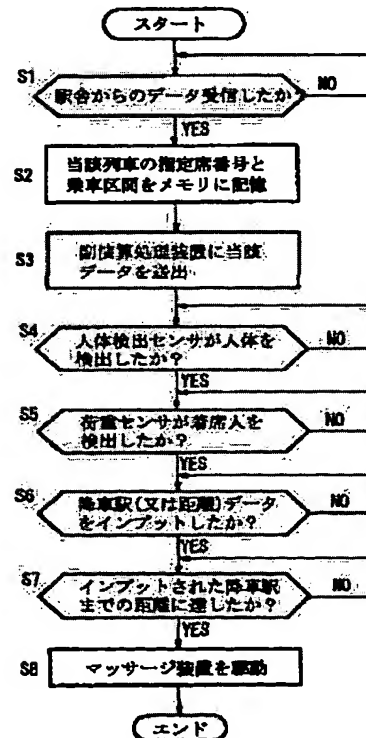 スタート
S1
駅舎からのデータ受信したか
NO
YES
S2
当該列車の指定席番号と
乗車区間をメモリに記憶
S3
副演算処理装置に当該
データを送出
S4
人体検出センサが人体を
検出したか?
NO
YES
S5
荷重センサが着席人を
検出したか?
NO
YES
S6
降車駅(又は距離)データ
をインプットしたか?
NO
YES
S7
インプットされた降車駅
までの距離に達したか?
NO
YES
S8
マッサージ装置を駆動
エンド